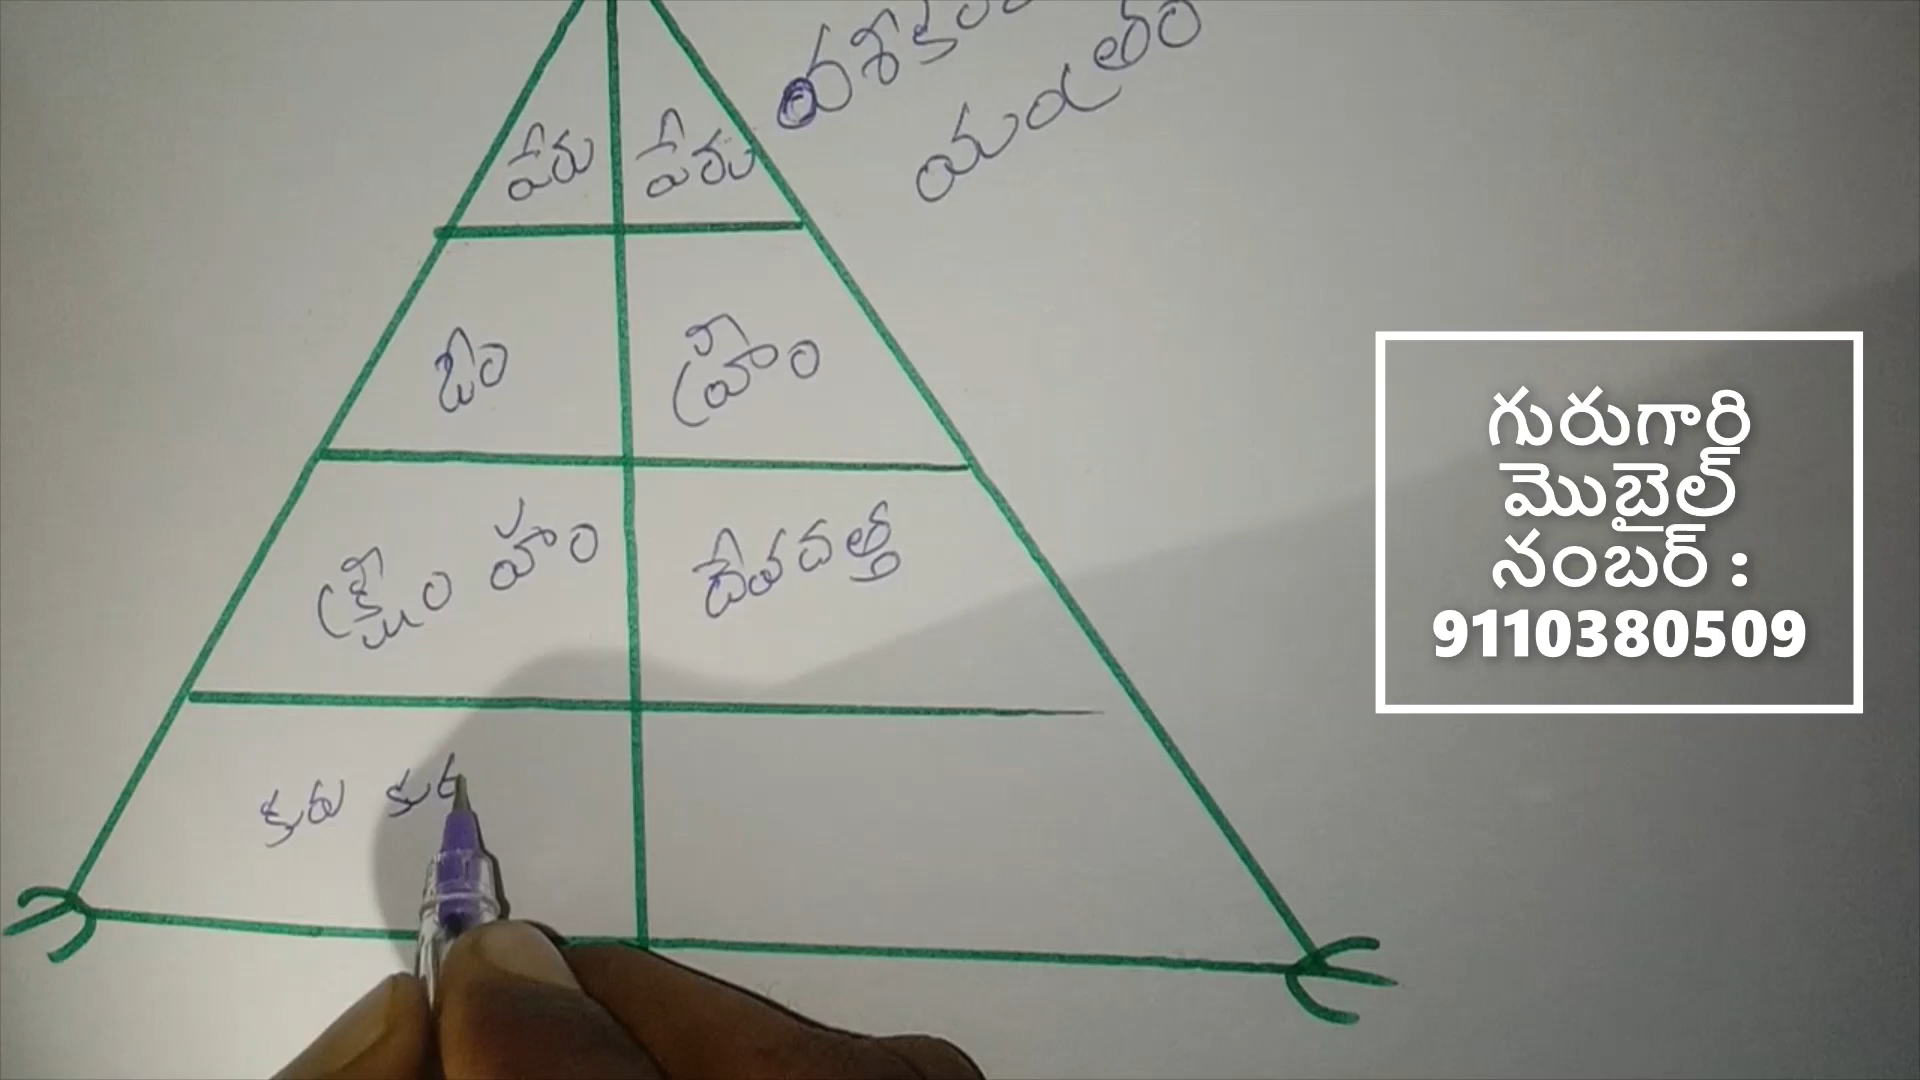 వశీకరణ
యంత్రం
పేరు పేరు
ఓం హ్రీం
క్ష్రీం హం దేవదత్త
కురు కుర
గురుగారి
మొబైల్
నంబర్ :
9110380509